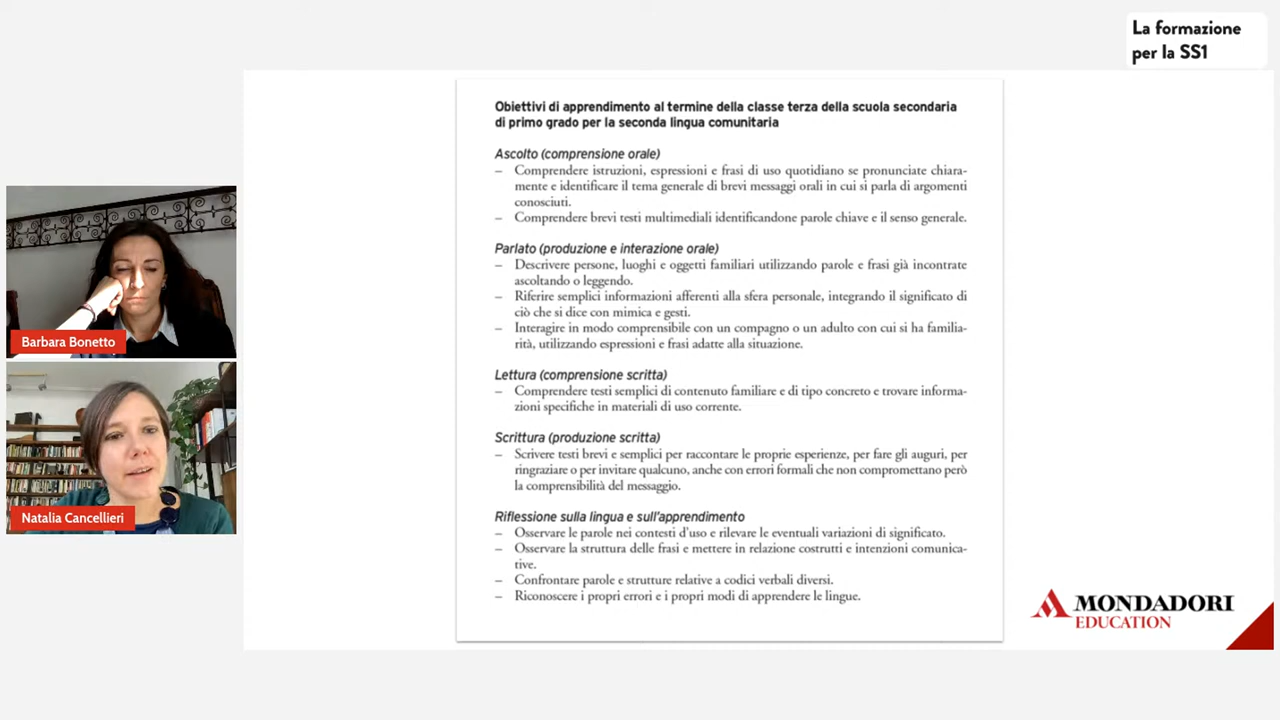 La formazione
per la SS1
Obiettivi di apprendimento al termine della classe terza della scuola secondaria
di primo grado per la seconda lingua comunitaria
Ascolto (comprensione orale)
– Comprendere istruzioni, espressioni e frasi di uso quotidiano se pronunciate chiara-
mente e identificare il tema generale di brevi messaggi orali in cui si parla di argomenti
conosciuti.
– Comprendere brevi testi multimediali identificandone parole chiave e il senso generale.
Parlato (produzione e interazione orale)
– Descrivere persone, luoghi e oggetti familiari utilizzando parole e frasi già incontrate
ascoltando o leggendo.
– Riferire semplici informazioni afferenti alla sfera personale, integrando il significato di
ciò che si dice con mimica e gesti.
– Interagire in modo comprensibile con un compagno o un adulto con cui si ha familia-
rità, utilizzando espressioni e frasi adatte alla situazione.
Lettura (comprensione scritta)
– Comprendere testi semplici di contenuto familiare e di tipo concreto e trovare informa-
zioni specifiche in materiali di uso corrente.
Scrittura (produzione scritta)
– Scrivere testi brevi e semplici per raccontare le proprie esperienze, per fare gli auguri, per
ringraziare o per invitare qualcuno, anche con errori formali che non compromettano però
la comprensibilità del messaggio.
Riflessione sulla lingua e sull'apprendimento
– Osservare le parole nei contesti d'uso e rilevare le eventuali variazioni di significato.
– Osservare la struttura delle frasi e mettere in relazione costrutti e intenzioni comunica-
tive.
– Confrontare parole e strutture relative a codici verbali diversi.
– Riconoscere i propri errori e i propri modi di apprendere le lingue.
Barbara Bonetto
Natalia Cancellieri
MONDADORI
EDUCATION